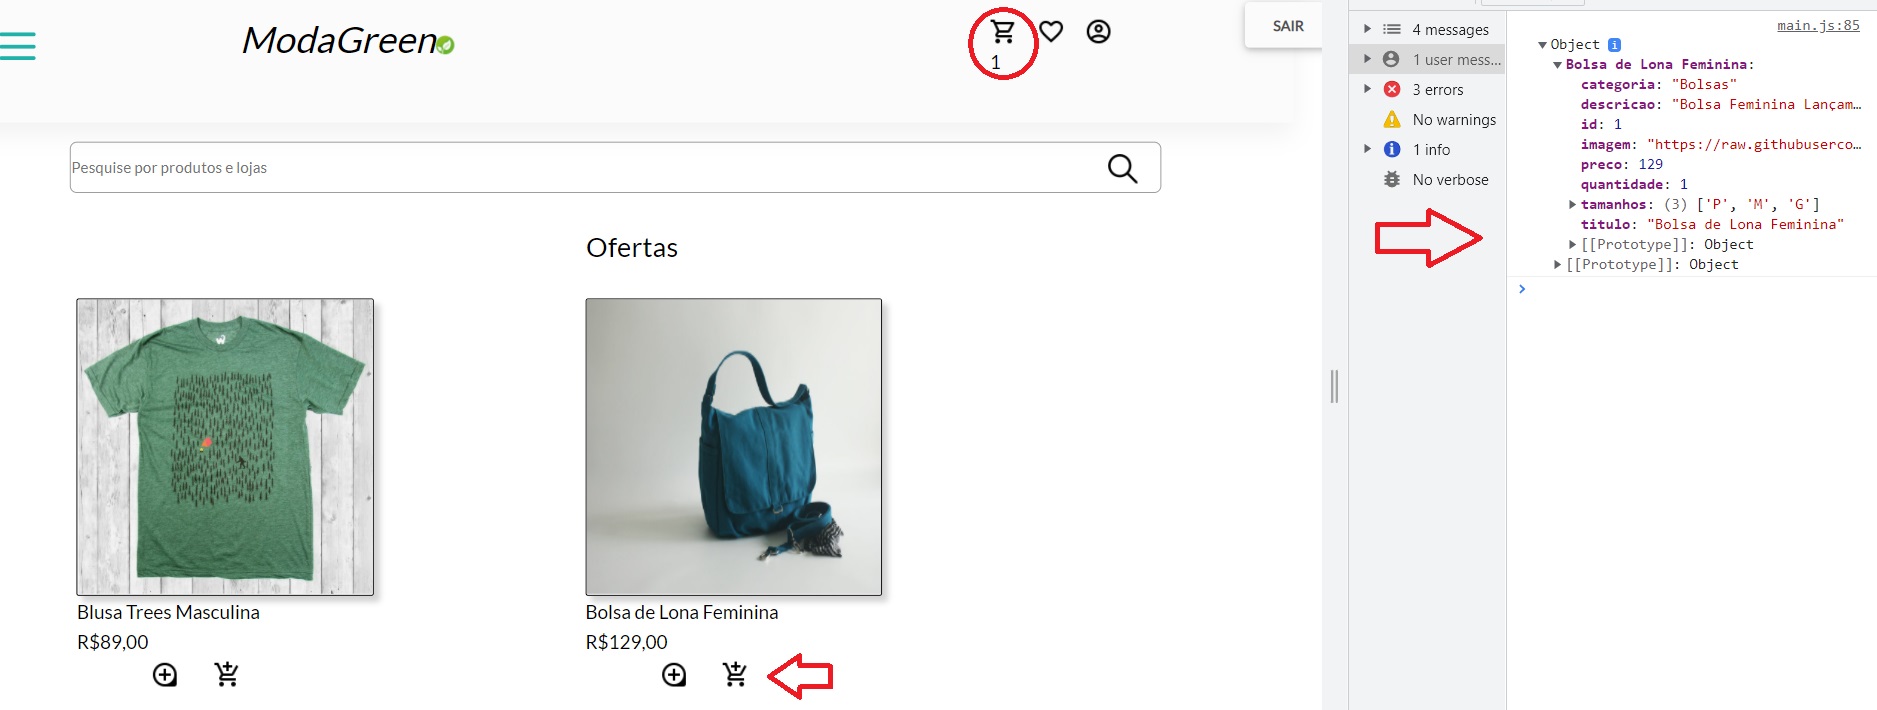 ModaGreen
1
SAIR
Pesquise por produtos e lojas
Ofertas
Blusa Trees Masculina
R$89,00
Bolsa de Lona Feminina
R$129,00
4 messages
1 user mess...
3 errors
No warnings
1 info
No verbose
main.js:85
Object
Bolsa de Lona Feminina:
categoria: "Bolsas"
descricao: "Bolsa Feminina Lançam…
id: 1
imagem: "https://raw.githubuserco…
preco: 129
quantidade: 1
tamanhos: (3) ['P', 'M', 'G']
titulo: "Bolsa de Lona Feminina"
[[Prototype]]: Object
[[Prototype]]: Object